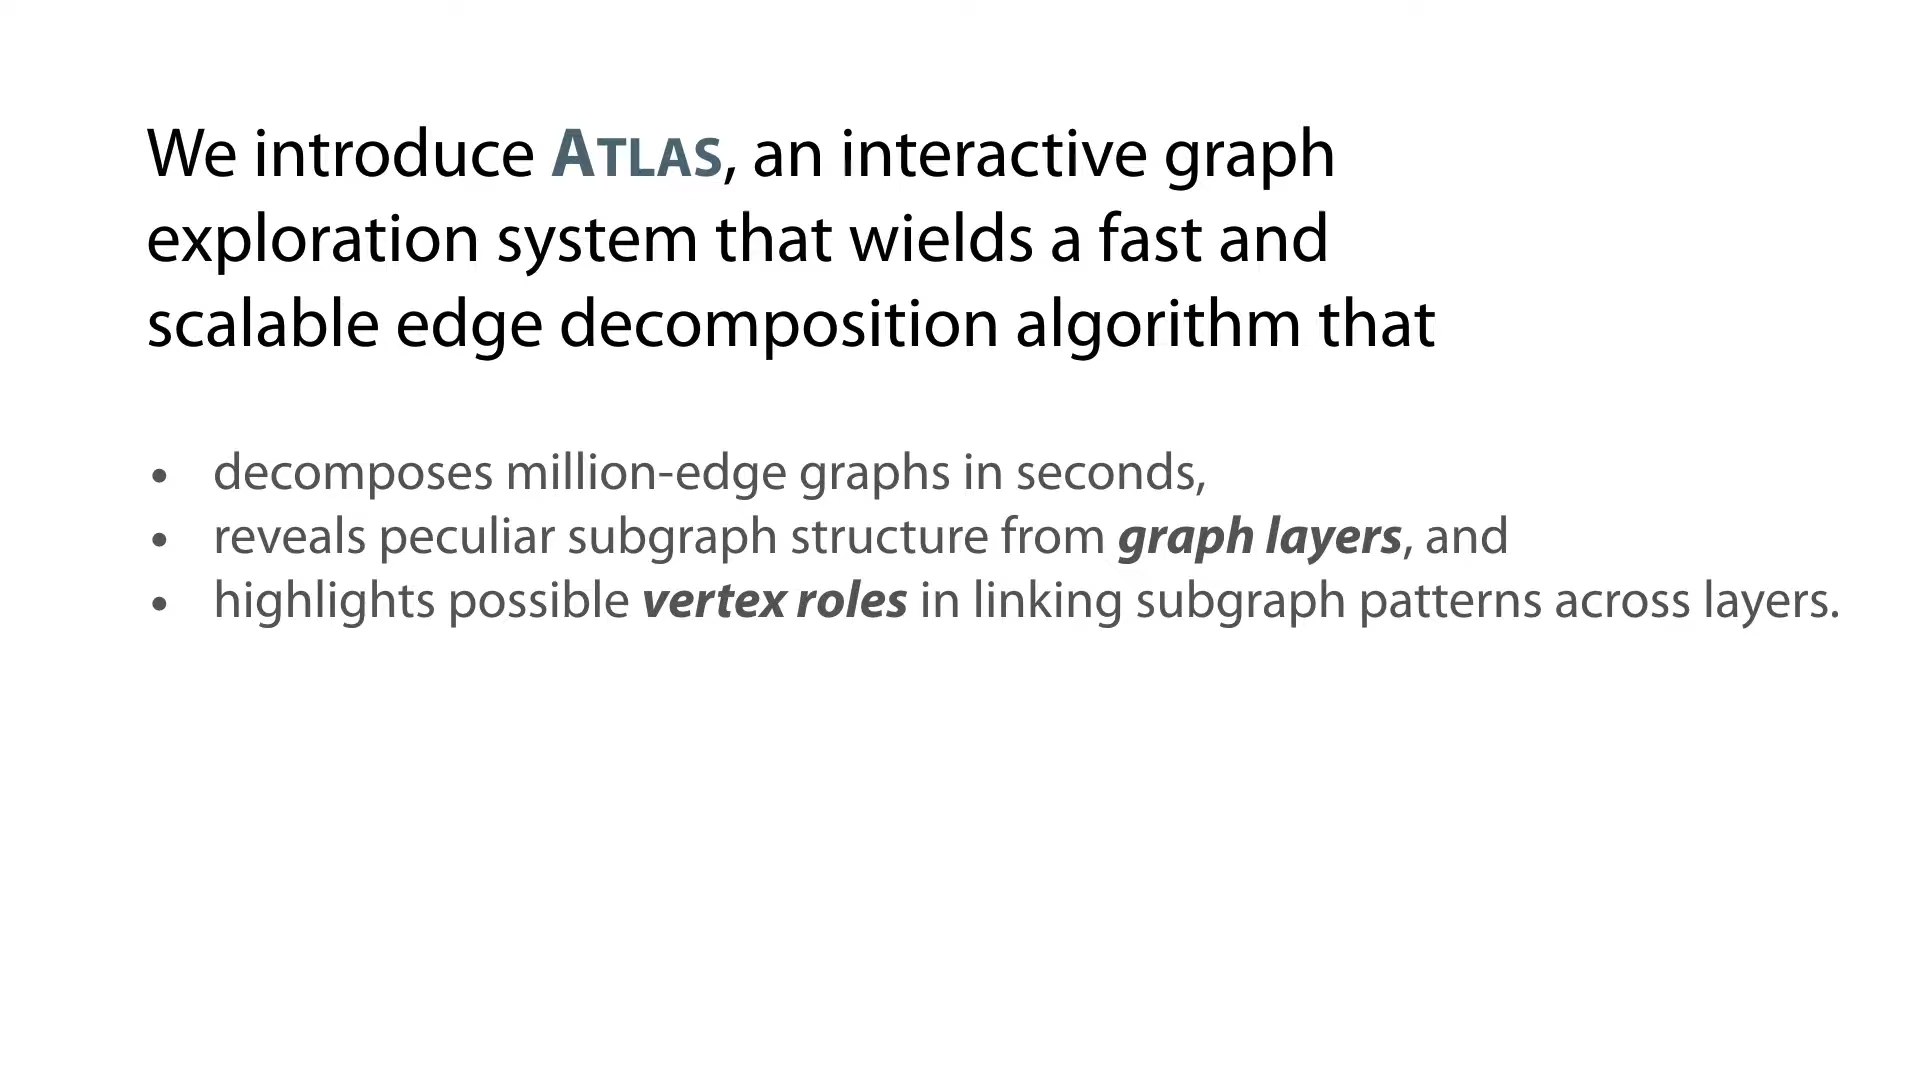 We introduce ATLAS, an interactive graph
exploration system that wields a fast and
scalable edge decomposition algorithm that
• decomposes million-edge graphs in seconds,
• reveals peculiar subgraph structure from graph layers, and
• highlights possible vertex roles in linking subgraph patterns across layers.